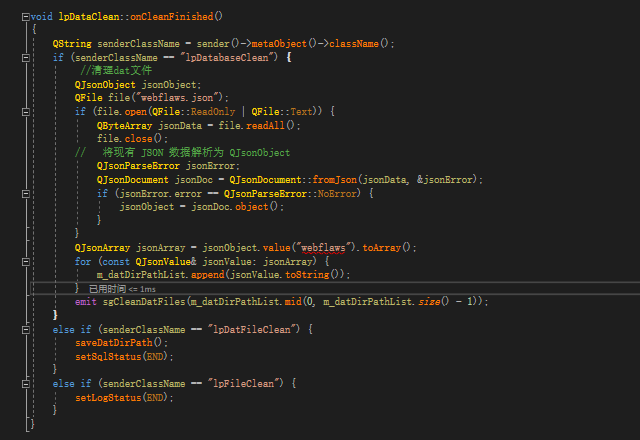 void lpDataClean::onCleanFinished()
{
    QString senderClassName = sender()->metaObject()->className();
    if (senderClassName == "lpDatabaseClean") {
        //清理dat文件
        QJsonObject jsonObject;
        QFile file("webflaws.json");
        if (file.open(QFile::ReadOnly | QFile::Text)) {
            QByteArray jsonData = file.readAll();
            file.close();
        //   将现有 JSON 数据解析为 QJsonObject
            QJsonParseError jsonError;
            QJsonDocument jsonDoc = QJsonDocument::fromJson(jsonData, &jsonError);
            if (jsonError.error == QJsonParseError::NoError) {
                jsonObject = jsonDoc.object();
            }
        }
        QJsonArray jsonArray = jsonObject.value("webflaws").toArray();
        for (const QJsonValue& jsonValue: jsonArray) {
            m_datDirPathList.append(jsonValue.toString());
        } 已用时间 <= 1ms
        emit sgCleanDatFiles(m_datDirPathList.mid(0, m_datDirPathList.size() - 1));
    }
    else if (senderClassName == "lpDatFileClean") {
        saveDatDirPath();
        setSqlStatus(END);
    }
    else if (senderClassName == "lpFileClean") {
        setLogStatus(END);
    }
}